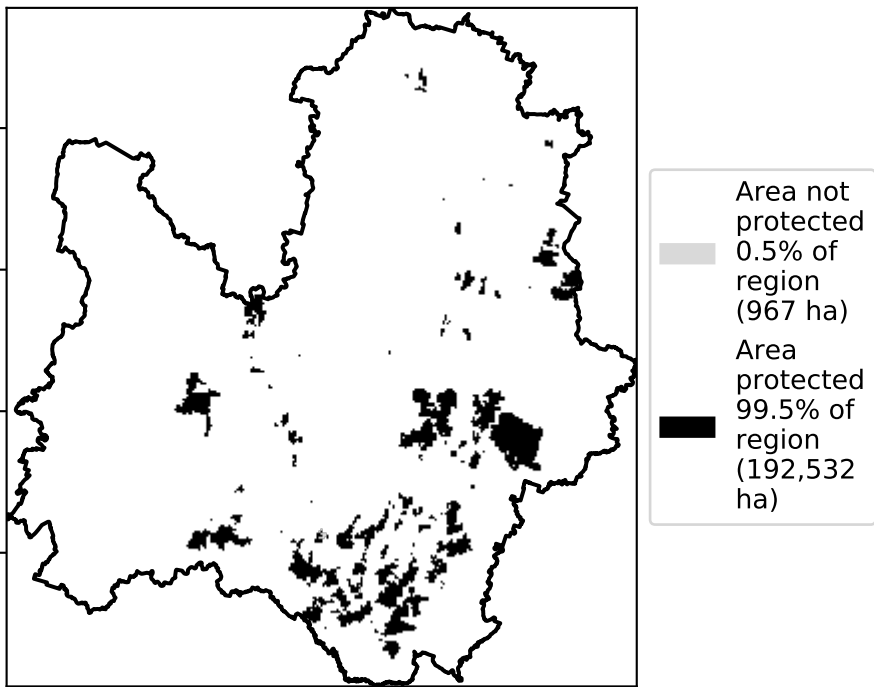 Area not
protected
0.5% of
region
(967 ha)
Area
protected
99.5% of
region
(192,532
ha)